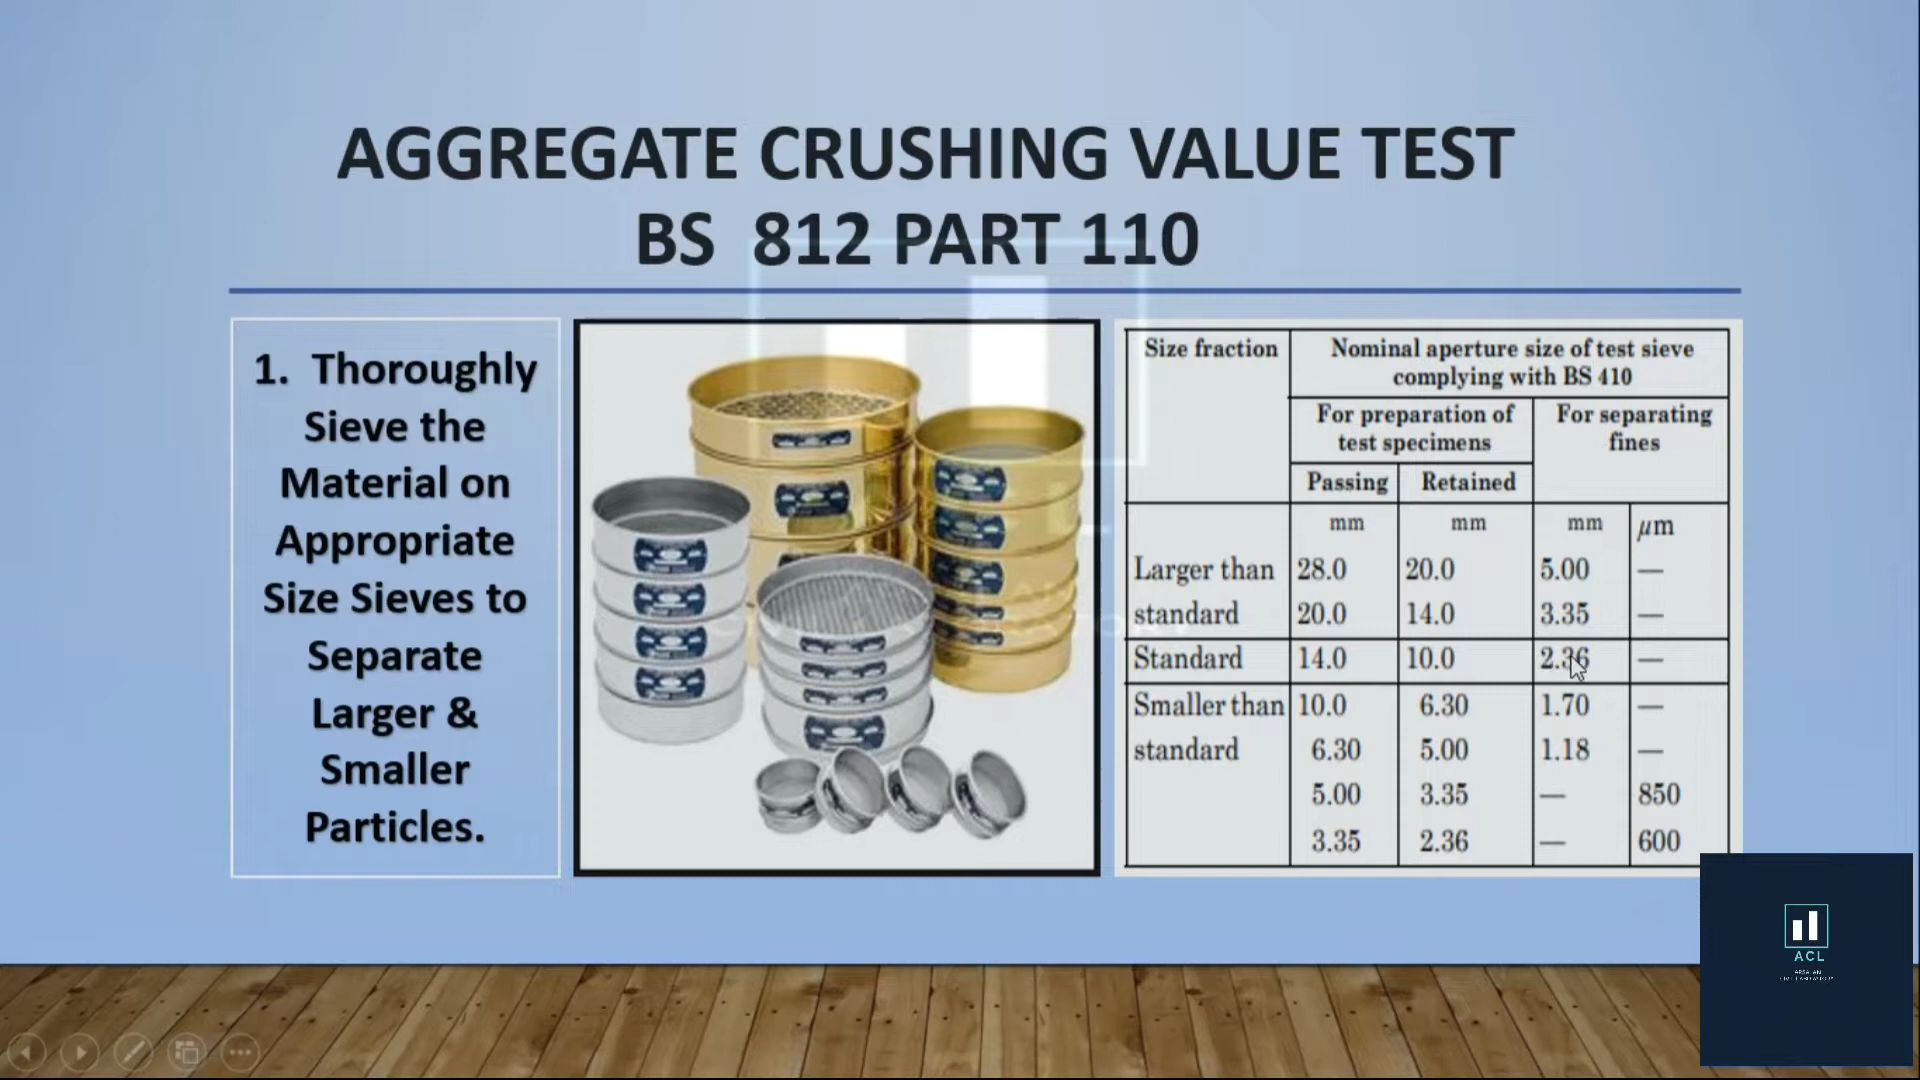 AGGREGATE CRUSHING VALUE TEST
BS 812 PART 110
1. Thoroughly
Sieve the
Material on
Appropriate
Size Sieves to
Separate
Larger &
Smaller
Particles.
Size fraction
Nominal aperture size of test sieve
complying with BS 410
For preparation of
test specimens
For separating
fines
Passing Retained
mm mm mm µm
Larger than 28.0 20.0 5.00 —
standard 20.0 14.0 3.35 —
Standard 14.0 10.0 2.36 —
Smaller than 10.0 6.30 1.70 —
standard 6.30 5.00 1.18 —
5.00 3.35 — 850
3.35 2.36 — 600
ACL